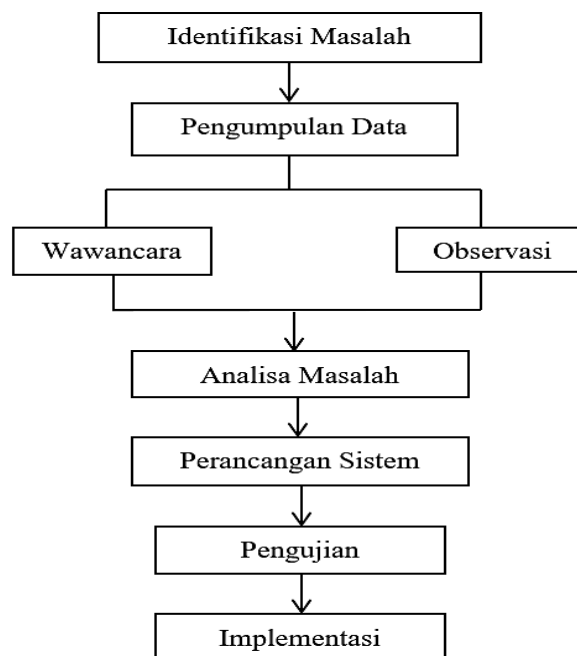 Identifikasi Masalah
Pengumpulan Data
Wawancara
Observasi
Analisa Masalah
Perancangan Sistem
Pengujian
Implementasi